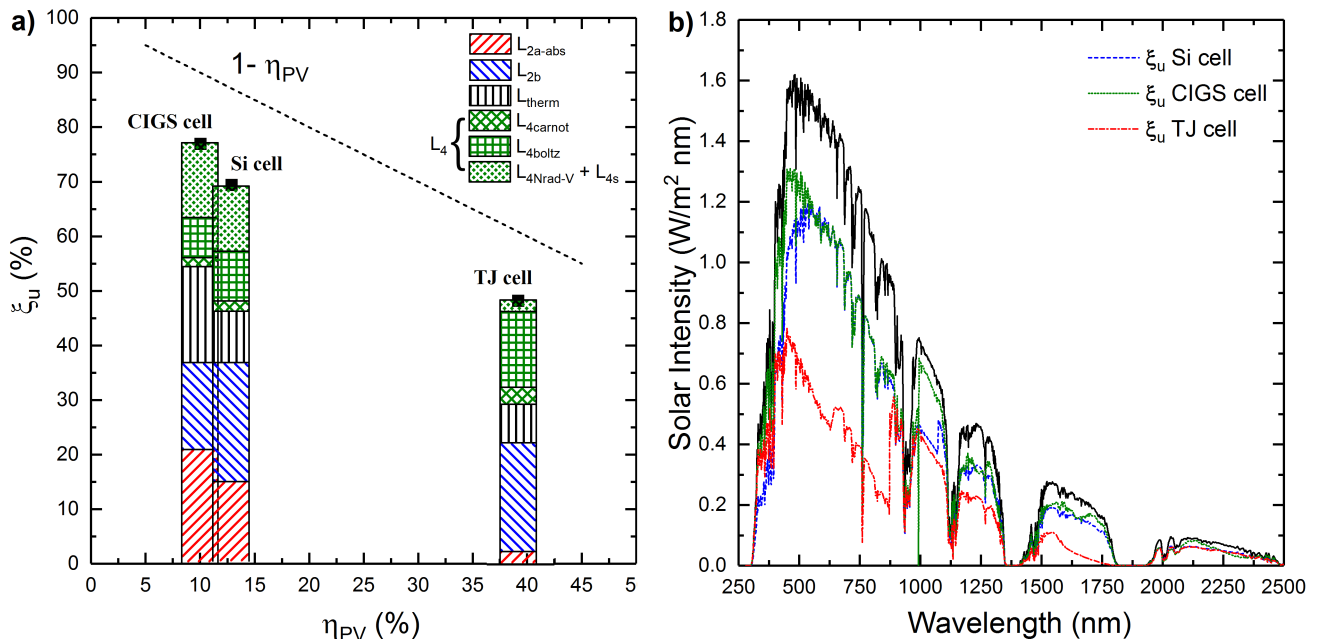 a)
100
90
80
70
60
50
40
30
20
10
0
ξu (%)
0 5 10 15 20 25 30 35 40 45 50
ηPV (%)
1- ηPV
CIGS cell
Si cell
TJ cell
L2a-abs
L2b
Ltherm
L4carnot
L4boltz
L4Nrad-V + L4s
L4 {
b)
1.8
1.6
1.4
1.2
1.0
0.8
0.6
0.4
0.2
0.0
Solar Intensity (W/m² nm)
250 500 750 1000 1250 1500 1750 2000 2250 2500
Wavelength (nm)
ξu Si cell
ξu CIGS cell
ξu TJ cell